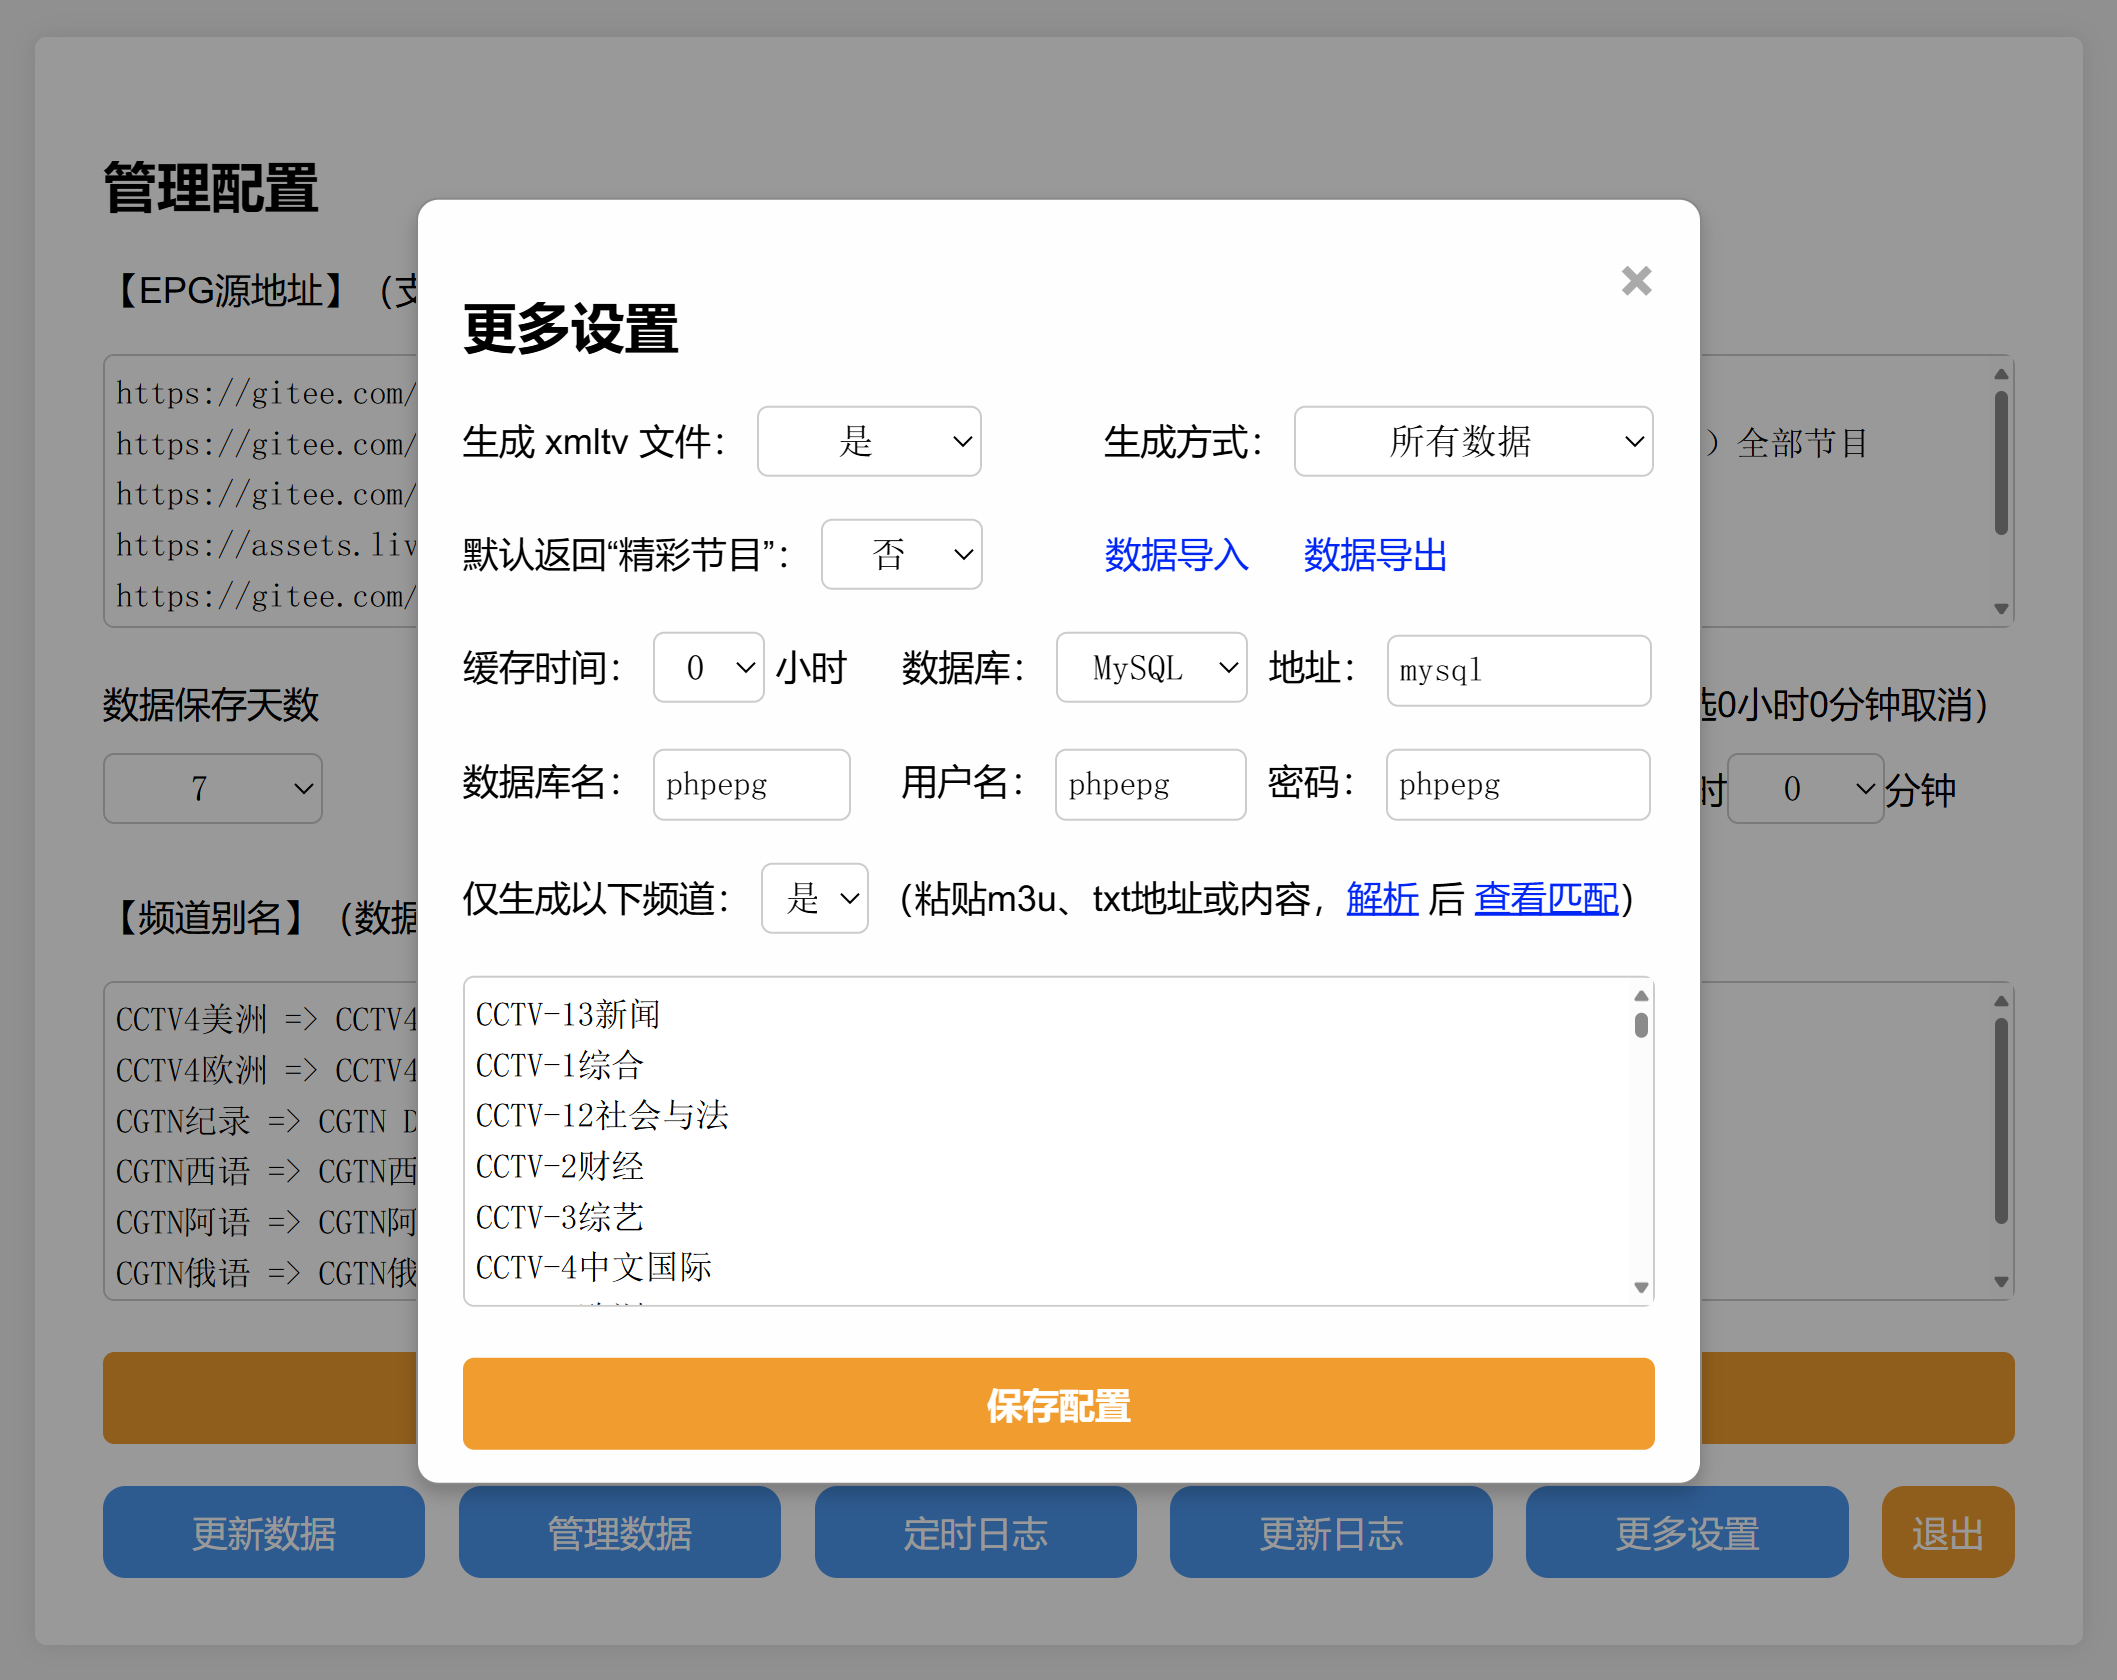 管理配置
【EPG源地址】（支
https://gitee.com/
https://gitee.com/
）全部节目
https://gitee.com/
https://assets.liv
https://gitee.com/
数据保存天数
选0小时0分钟取消）
7
时 0 分钟
【频道别名】（数据
CCTV4美洲 => CCTV4
CCTV4欧洲 => CCTV4
CGTN纪录 => CGTN D
CGTN西语 => CGTN西
CGTN阿语 => CGTN阿
CGTN俄语 => CGTN俄
更多设置
生成 xmltv 文件： 是 生成方式： 所有数据
默认返回“精彩节目”： 否 数据导入 数据导出
缓存时间： 0 小时 数据库： MySQL 地址： mysql
数据库名： phpepg 用户名： phpepg 密码： phpepg
仅生成以下频道： 是 （粘贴m3u、txt地址或内容，解析 后 查看匹配）
CCTV-13新闻
CCTV-1综合
CCTV-12社会与法
CCTV-2财经
CCTV-3综艺
CCTV-4中文国际
保存配置
更新数据 管理数据 定时日志 更新日志 更多设置 退出